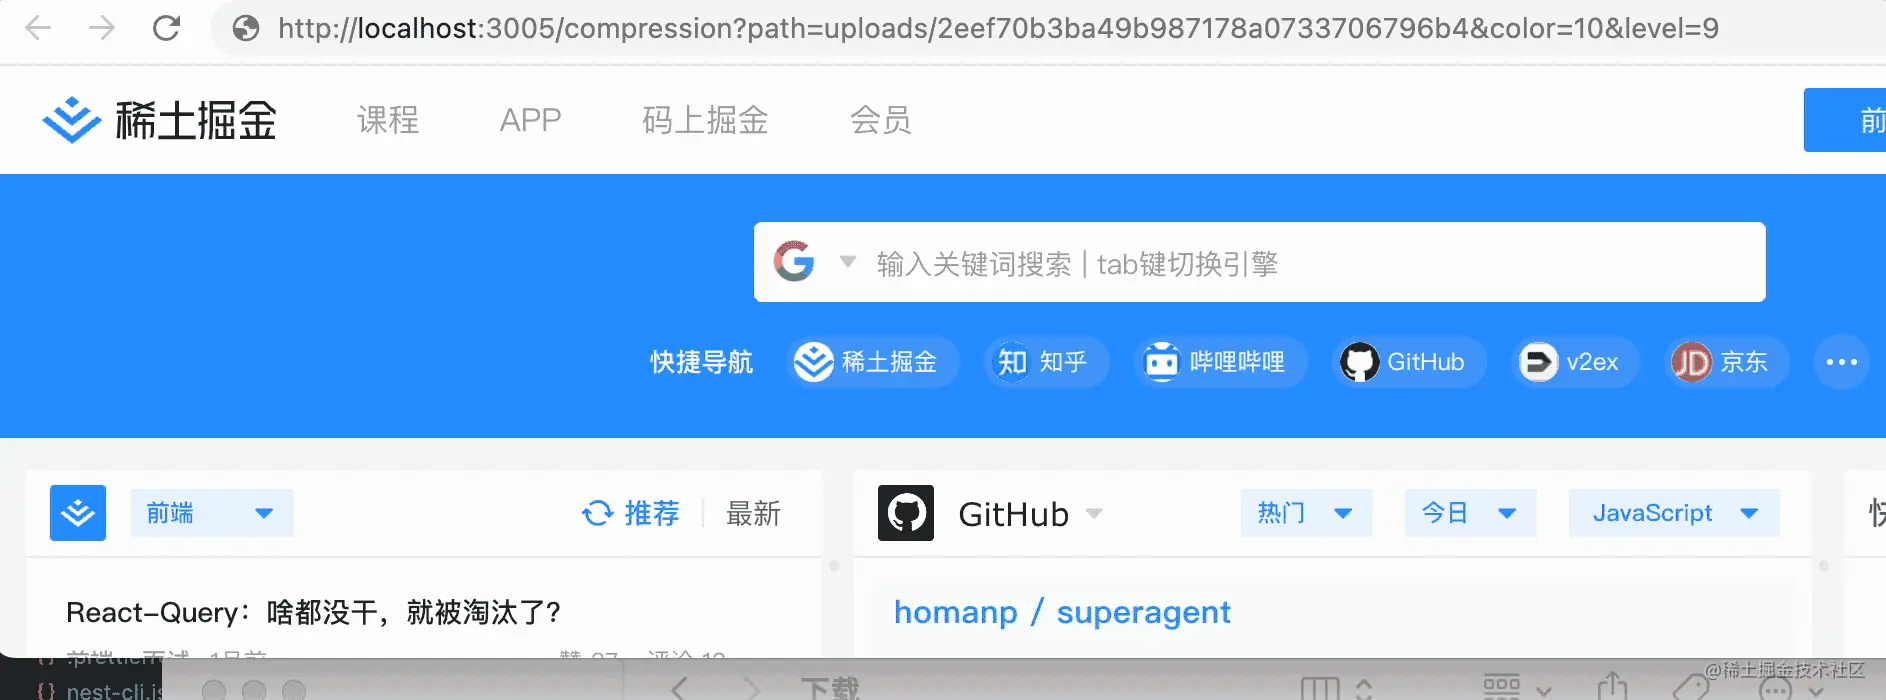 http://localhost:3005/compression?path=uploads/2eef70b3ba49b987178a0733706796b4&color=10&level=9
稀土掘金 课程 APP 码上掘金 会员 前
输入关键词搜索 | tab键切换引擎
快捷导航 稀土掘金 知 知乎 哔哩哔哩 GitHub v2ex JD 京东 ···
前端 推荐 最新 GitHub 热门 今日 JavaScript 快
React-Query：啥都没干，就被淘汰了？ homanp / superagent
@稀土掘金技术社区
nest-cli.js 下载